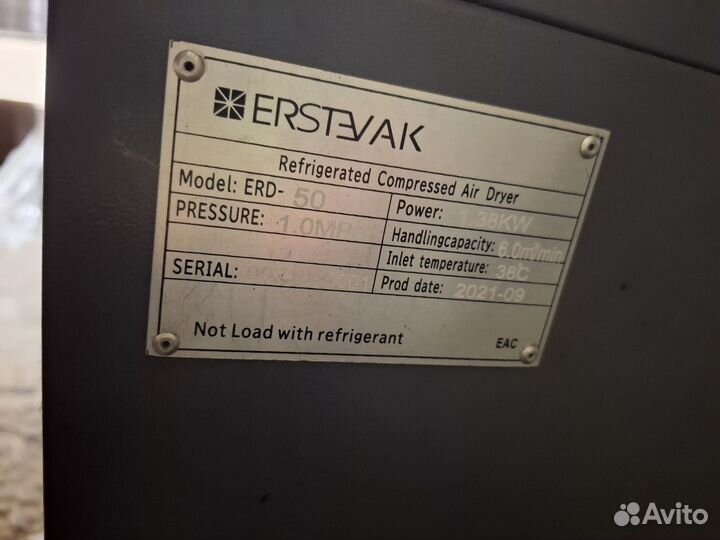 ERSTEVAK
Refrigerated Compressed Air Dryer
Model: ERD- 50
Power: 1.38KW
PRESSURE: 1.0MP
Handlingcapacity: 6.0m³/min
Inlet temperature: 38C
SERIAL:
Prod date: 2021-09
Not Load with refrigerant
EAC
Avito